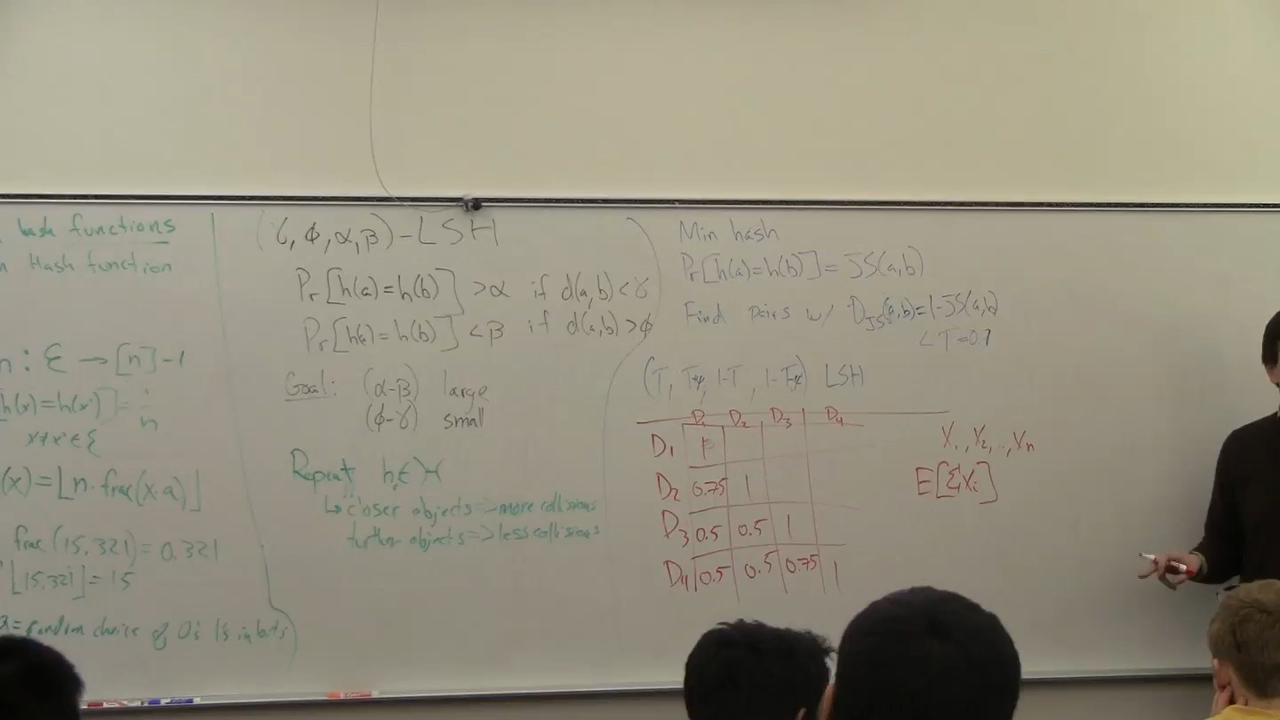 hash functions
Hash function
: Ɛ → [n]-1
h(x)=h(x')]=
n
x≠x' ∈ Ɛ
(x)=⌊n·frac(x·a)⌋
frac(15.321)=0.321
⌊15.321⌋=15
a=random choice of 0's 1's in bits
(γ, ϕ, α, β)-LSH
Pr[h(a)=h(b)] >α if d(a,b)<γ
Pr[h(a)=h(b)] <β if d(a,b)>ϕ
Goal: (α-β) large
(ϕ-γ) small
Repeat h_i∈H
↳closer objects => more collisions
further objects => less collisions
Min hash
Pr[h(a)=h(b)]=JS(a,b)
Find pairs w/ D_JS(a,b)=1-JS(a,b)
<T=0.7
LSH
D1 D2 D3 D4
D1 1
D2 0.75 1
D3 0.5 0.5 1
D4 0.5 0.5 0.75 1
X1, X2, .., Xn
E[ΣXi]